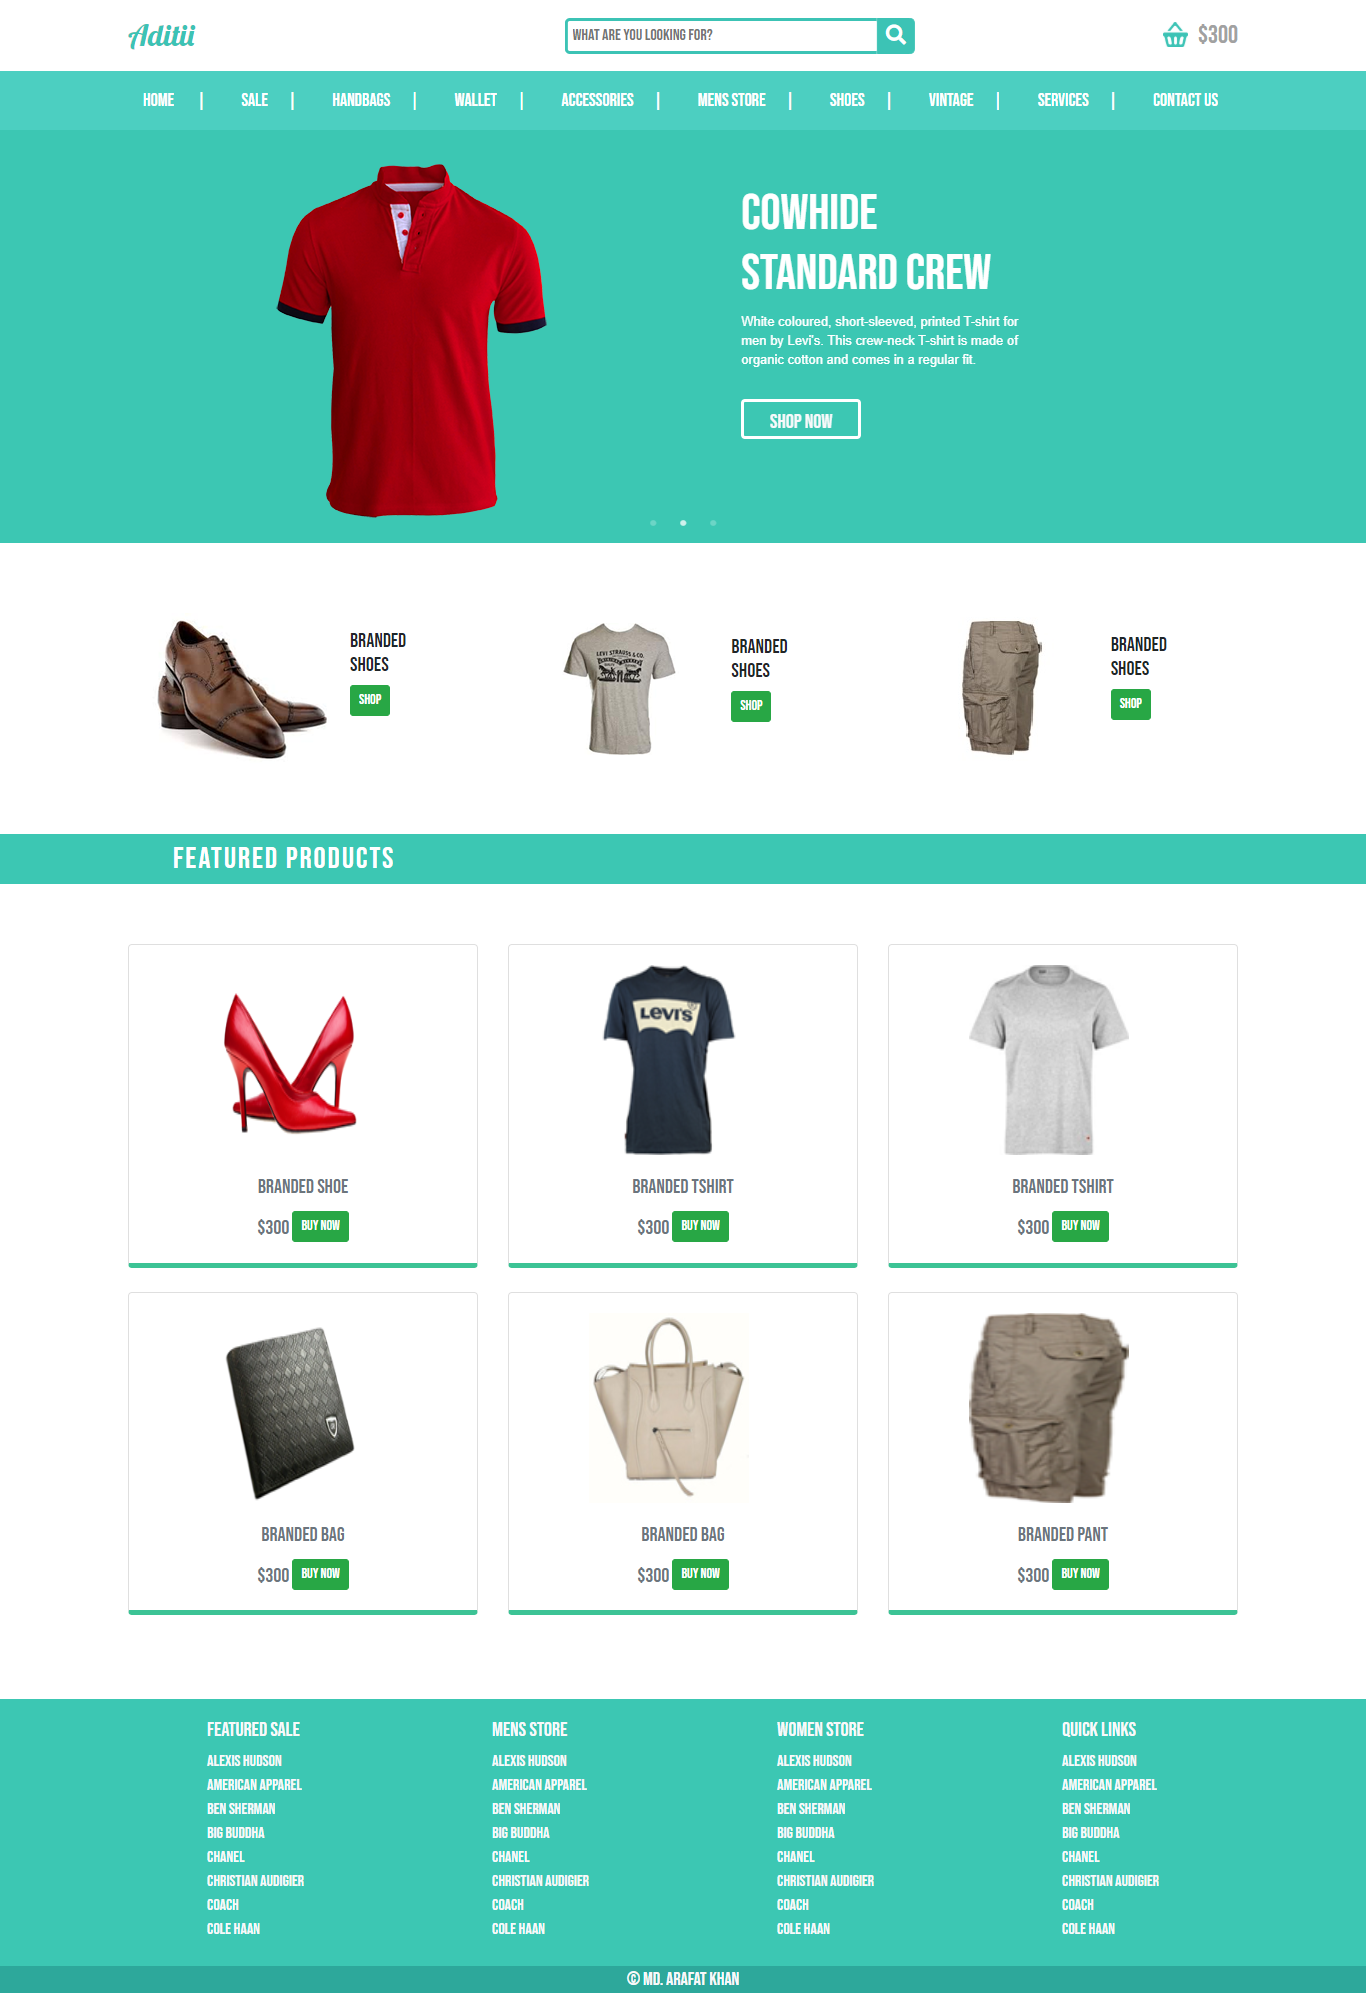 Aditii
WHAT ARE YOU LOOKING FOR?
$300
HOME | SALE | HANDBAGS | WALLET | ACCESSORIES | MENS STORE | SHOES | VINTAGE | SERVICES | CONTACT US
COWHIDE
STANDARD CREW
White coloured, short-sleeved, printed T-shirt for
men by Levi's. This crew-neck T-shirt is made of
organic cotton and comes in a regular fit.
SHOP NOW
BRANDED
SHOES
SHOP
LEVI STRAUSS & CO.
BRANDED
SHOES
SHOP
BRANDED
SHOES
SHOP
FEATURED PRODUCTS
BRANDED SHOE
$300 BUY NOW
LEVI'S
BRANDED TSHIRT
$300 BUY NOW
BRANDED TSHIRT
$300 BUY NOW
BRANDED BAG
$300 BUY NOW
BRANDED BAG
$300 BUY NOW
BRANDED PANT
$300 BUY NOW
FEATURED SALE
ALEXIS HUDSON
AMERICAN APPAREL
BEN SHERMAN
BIG BUDDHA
CHANEL
CHRISTIAN AUDIGIER
COACH
COLE HAAN
MENS STORE
ALEXIS HUDSON
AMERICAN APPAREL
BEN SHERMAN
BIG BUDDHA
CHANEL
CHRISTIAN AUDIGIER
COACH
COLE HAAN
WOMEN STORE
ALEXIS HUDSON
AMERICAN APPAREL
BEN SHERMAN
BIG BUDDHA
CHANEL
CHRISTIAN AUDIGIER
COACH
COLE HAAN
QUICK LINKS
ALEXIS HUDSON
AMERICAN APPAREL
BEN SHERMAN
BIG BUDDHA
CHANEL
CHRISTIAN AUDIGIER
COACH
COLE HAAN
© MD. ARAFAT KHAN